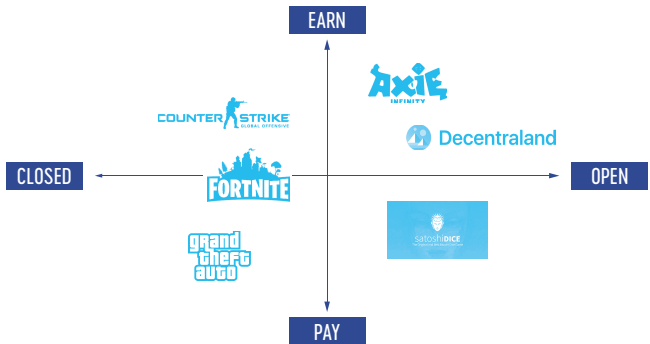 EARN
AXIE
INFINITY
COUNTER STRIKE
GLOBAL OFFENSIVE
Decentraland
CLOSED
FORTNITE
OPEN
satoshiDICE
grand
theft
auto
PAY